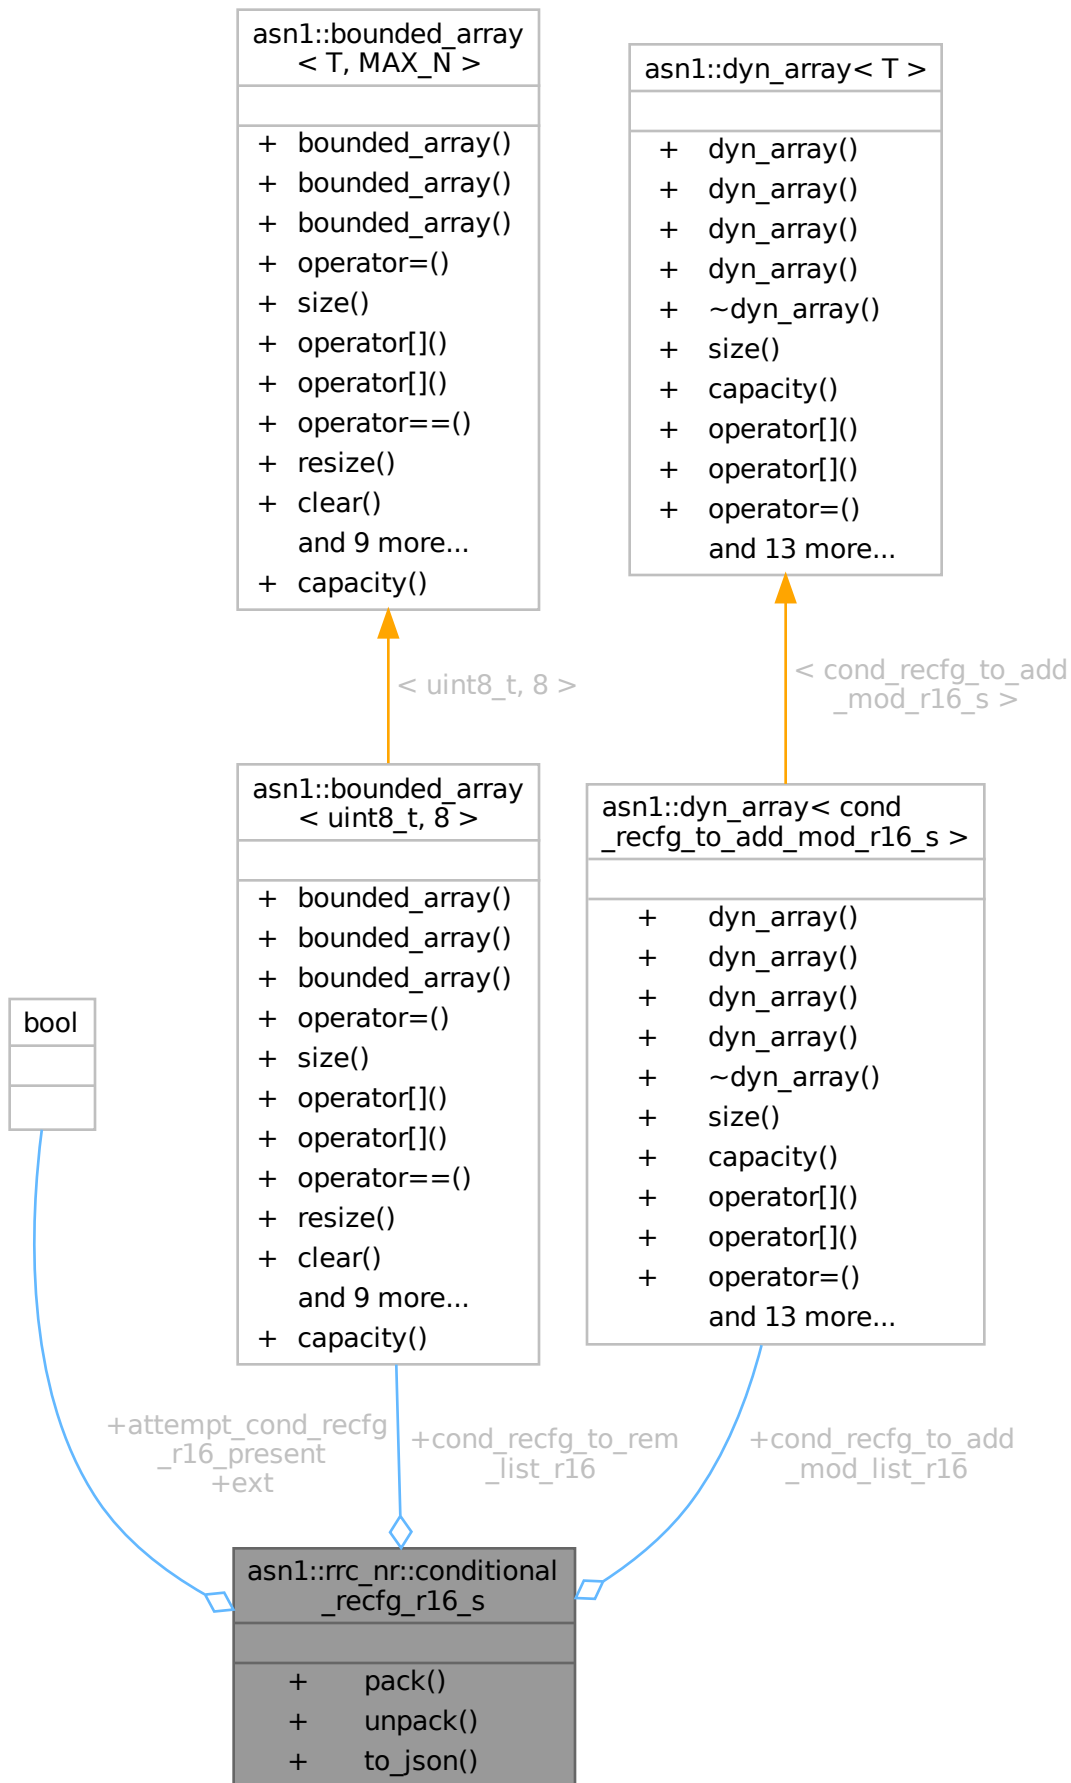 asn1::bounded_array
< T, MAX_N >
+ bounded_array()
+ bounded_array()
+ bounded_array()
+ operator=()
+ size()
+ operator[]()
+ operator[]()
+ operator==()
+ resize()
+ clear()
and 9 more...
+ capacity()
asn1::dyn_array< T >
+ dyn_array()
+ dyn_array()
+ dyn_array()
+ dyn_array()
+ ~dyn_array()
+ size()
+ capacity()
+ operator[]()
+ operator[]()
+ operator=()
and 13 more...
< uint8_t, 8 >
< cond_recfg_to_add
_mod_r16_s >
asn1::bounded_array
< uint8_t, 8 >
+ bounded_array()
+ bounded_array()
+ bounded_array()
+ operator=()
+ size()
+ operator[]()
+ operator[]()
+ operator==()
+ resize()
+ clear()
and 9 more...
+ capacity()
asn1::dyn_array< cond
_recfg_to_add_mod_r16_s >
+ dyn_array()
+ dyn_array()
+ dyn_array()
+ dyn_array()
+ ~dyn_array()
+ size()
+ capacity()
+ operator[]()
+ operator[]()
+ operator=()
and 13 more...
bool
+attempt_cond_recfg
_r16_present
+ext
+cond_recfg_to_rem
_list_r16
+cond_recfg_to_add
_mod_list_r16
asn1::rrc_nr::conditional
_recfg_r16_s
+ pack()
+ unpack()
+ to_json()